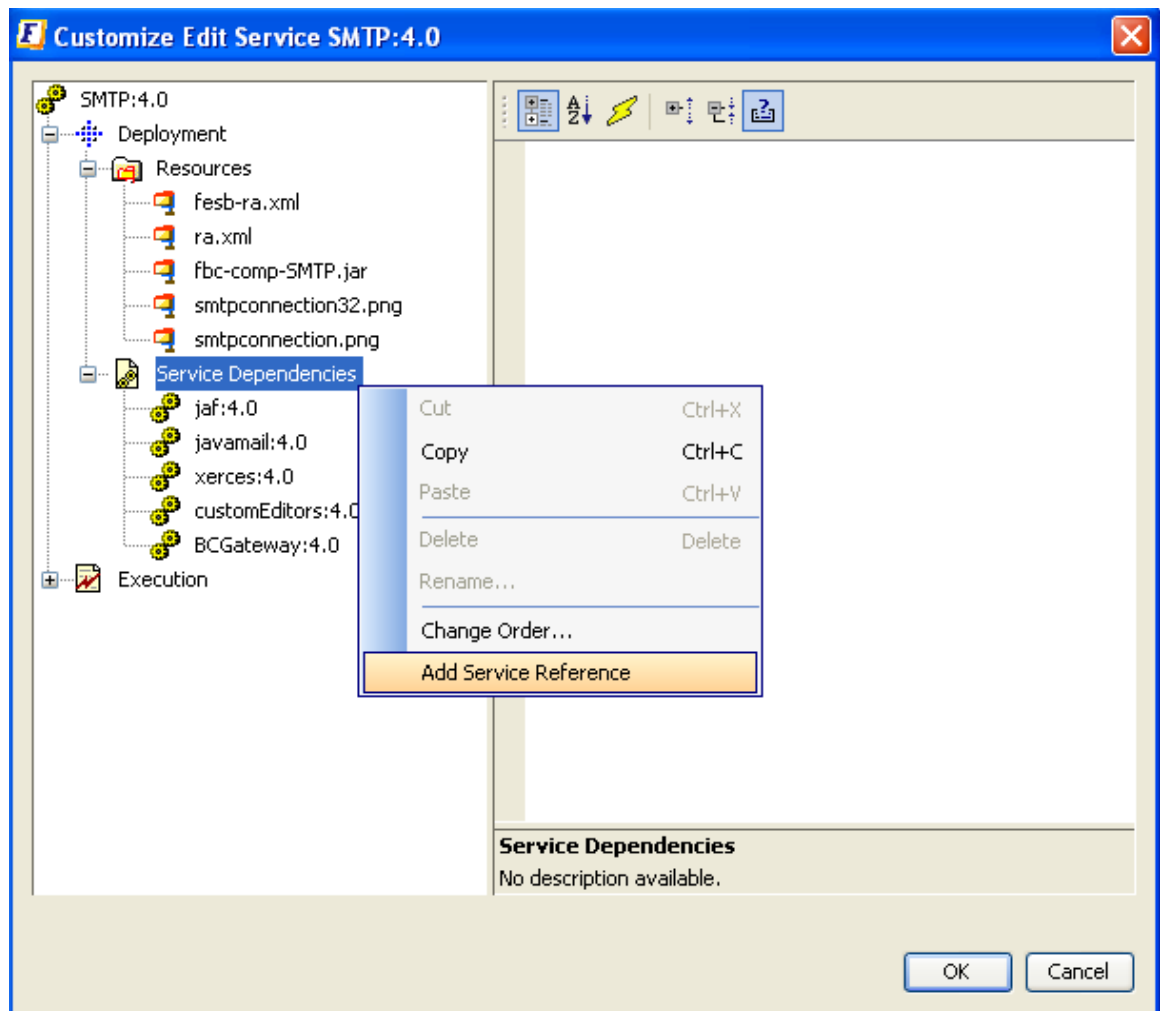 Customize Edit Service SMTP:4.0
SMTP:4.0
Deployment
Resources
fesb-ra.xml
ra.xml
fbc-comp-SMTP.jar
smtpconnection32.png
smtpconnection.png
Service Dependencies
jaf:4.0
javamail:4.0
xerces:4.0
customEditors:4.0
BCGateway:4.0
Execution
Cut Ctrl+X
Copy Ctrl+C
Paste Ctrl+V
Delete Delete
Rename...
Change Order...
Add Service Reference
Service Dependencies
No description available.
OK Cancel